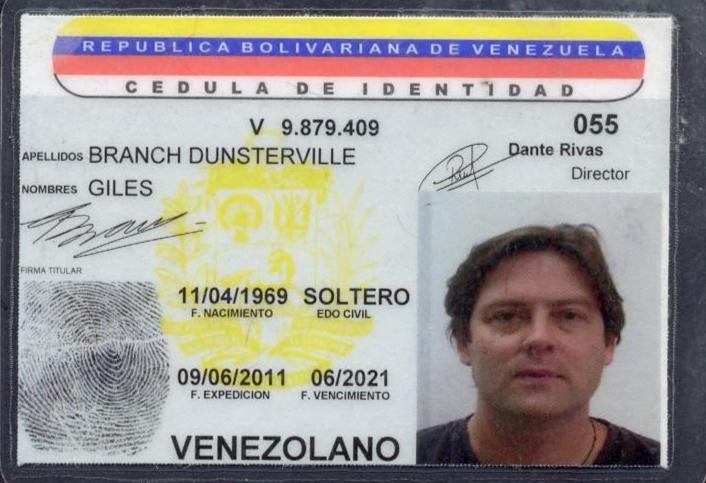 REPUBLICA BOLIVARIANA DE VENEZUELA
CEDULA DE IDENTIDAD
V 9.879.409
055
APELLIDOS BRANCH DUNSTERVILLE
Dante Rivas
Director
NOMBRES GILES
FIRMA TITULAR
11/04/1969 SOLTERO
F. NACIMIENTO EDO CIVIL
09/06/2011 06/2021
F. EXPEDICION F. VENCIMIENTO
VENEZOLANO